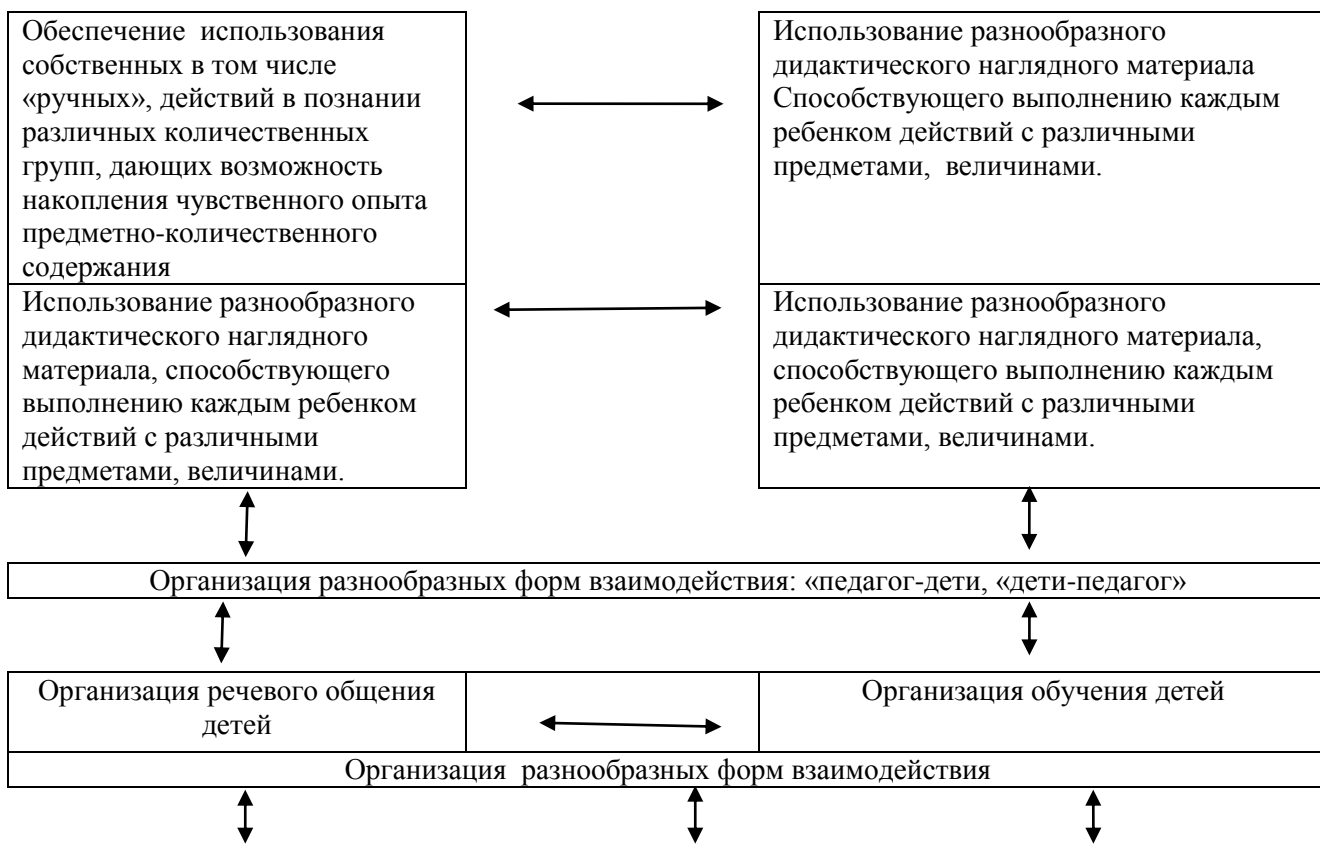 Обеспечение использования
собственных в том числе
«ручных», действий в познании
различных количественных
групп, дающих возможность
накопления чувственного опыта
предметно-количественного
содержания
Использование разнообразного
дидактического наглядного материала
Способствующего выполнению каждым
ребенком действий с различными
предметами, величинами.
Использование разнообразного
дидактического наглядного
материала, способствующего
выполнению каждым ребенком
действий с различными
предметами, величинами.
Использование разнообразного
дидактического наглядного материала,
способствующего выполнению каждым
ребенком действий с различными
предметами, величинами.
Организация разнообразных форм взаимодействия: «педагог-дети, «дети-педагог»
Организация речевого общения
детей
Организация обучения детей
Организация разнообразных форм взаимодействия